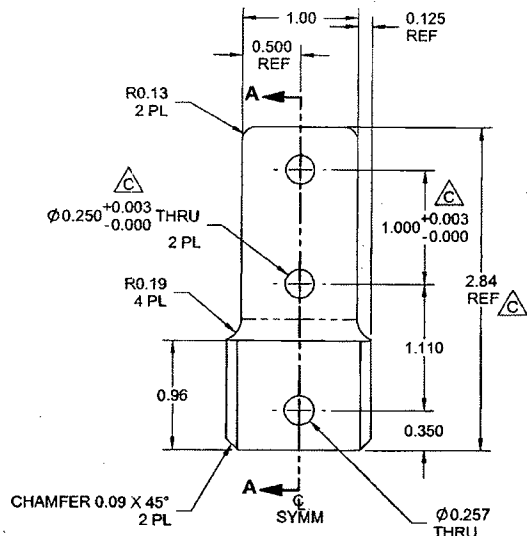 1.00
0.125
REF
0.500
REF
A
R0.13
2 PL
C
Ø0.250 +0.003 THRU
-0.000
2 PL
C
1.000 +0.003
-0.000
R0.19
4 PL
2.84
REF C
1.110
0.96
0.350
CHAMFER 0.09 X 45°
2 PL
A
℄
SYMM
Ø0.257
THRU